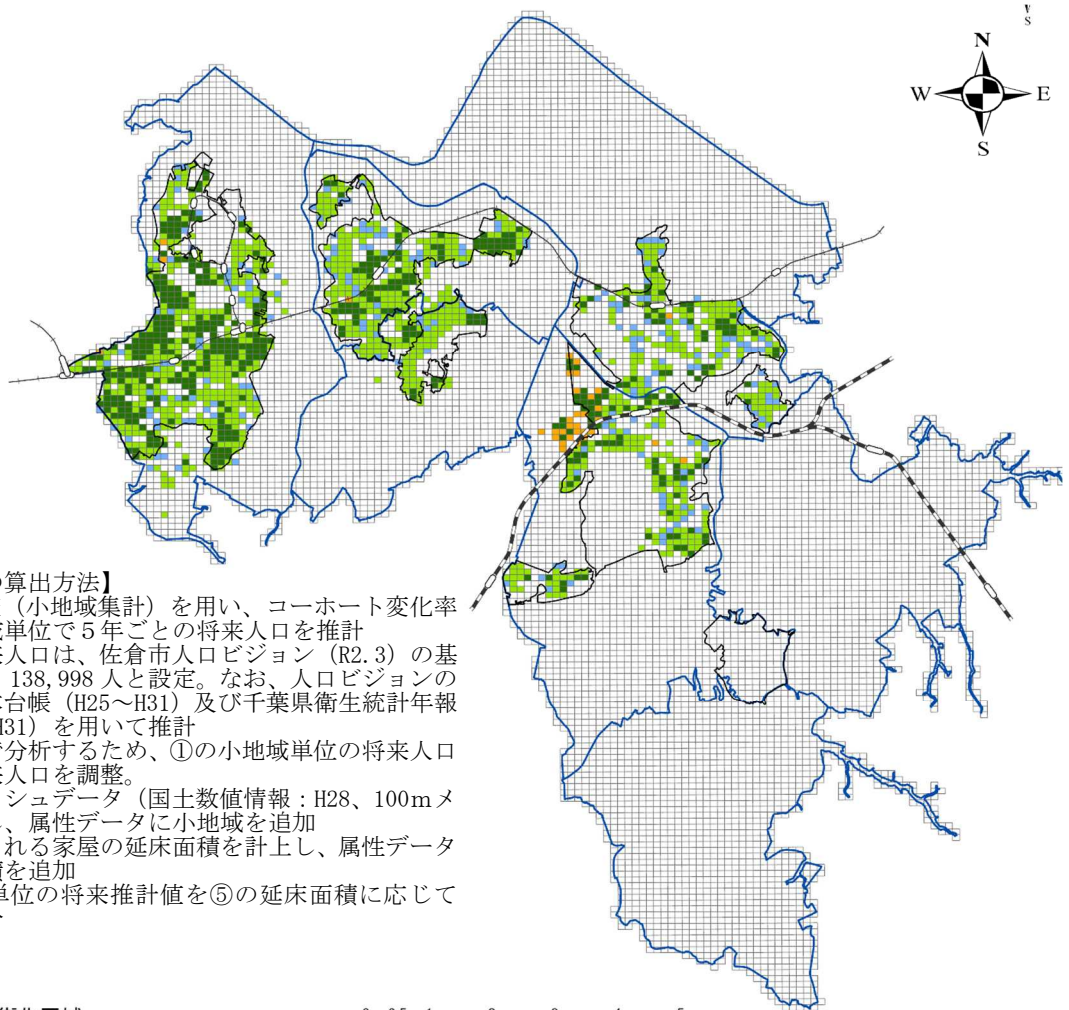 N
W E
S
算出方法】
（小地域集計）を用い、コーホート変化率
単位で５年ごとの将来人口を推計
人口は、佐倉市人口ビジョン（R2.3）の基
138,998 人と設定。なお、人口ビジョンの
台帳（H25～H31）及び千葉県衛生統計年報
31）を用いて推計
分析するため、①の小地域単位の将来人口
人口を調整。
シュデータ（国土数値情報：H28、100ｍメ
、属性データに小地域を追加
れる家屋の延床面積を計上し、属性データ
を追加
単位の将来推計値を⑤の延床面積に応じて